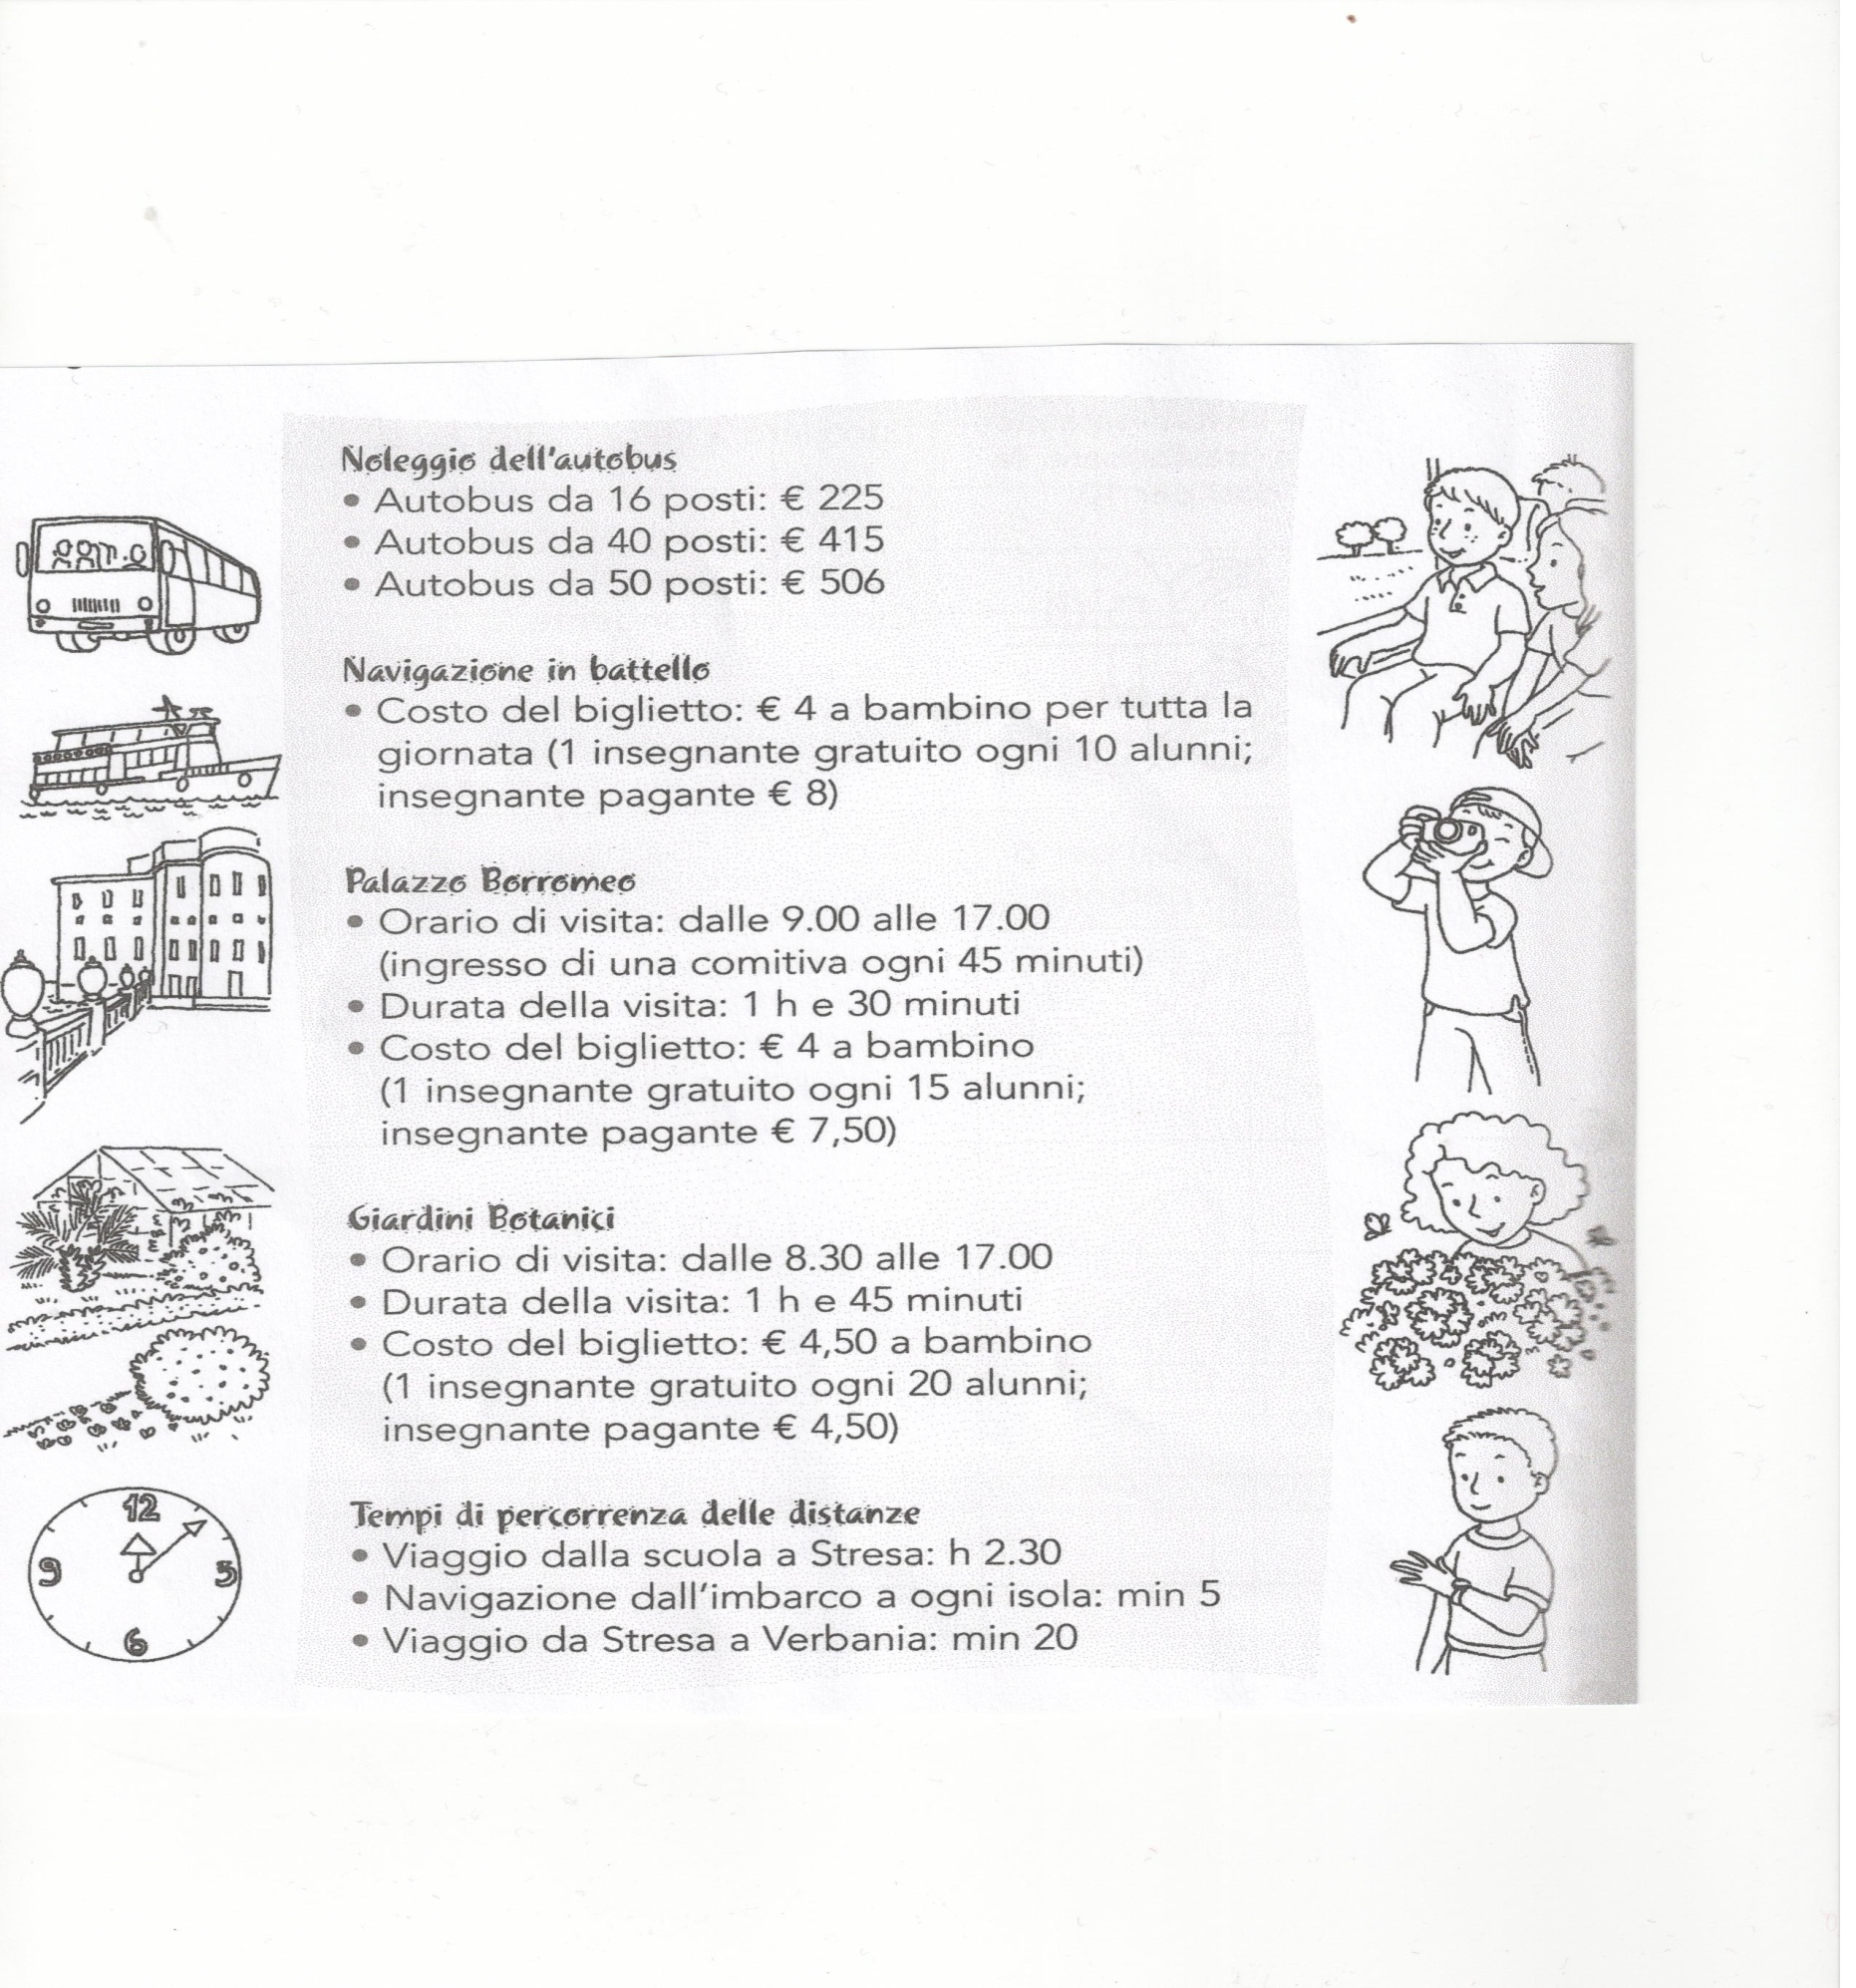 Noleggio dell'autobus
• Autobus da 16 posti: € 225
• Autobus da 40 posti: € 415
• Autobus da 50 posti: € 506
Navigazione in battello
• Costo del biglietto: € 4 a bambino per tutta la
giornata (1 insegnante gratuito ogni 10 alunni;
insegnante pagante € 8)
Palazzo Borromeo
• Orario di visita: dalle 9.00 alle 17.00
(ingresso di una comitiva ogni 45 minuti)
• Durata della visita: 1 h e 30 minuti
• Costo del biglietto: € 4 a bambino
(1 insegnante gratuito ogni 15 alunni;
insegnante pagante € 7,50)
Giardini Botanici
• Orario di visita: dalle 8.30 alle 17.00
• Durata della visita: 1 h e 45 minuti
• Costo del biglietto: € 4,50 a bambino
(1 insegnante gratuito ogni 20 alunni;
insegnante pagante € 4,50)
Tempi di percorrenza delle distanze
• Viaggio dalla scuola a Stresa: h 2.30
• Navigazione dall'imbarco a ogni isola: min 5
• Viaggio da Stresa a Verbania: min 20
12
9 3
6